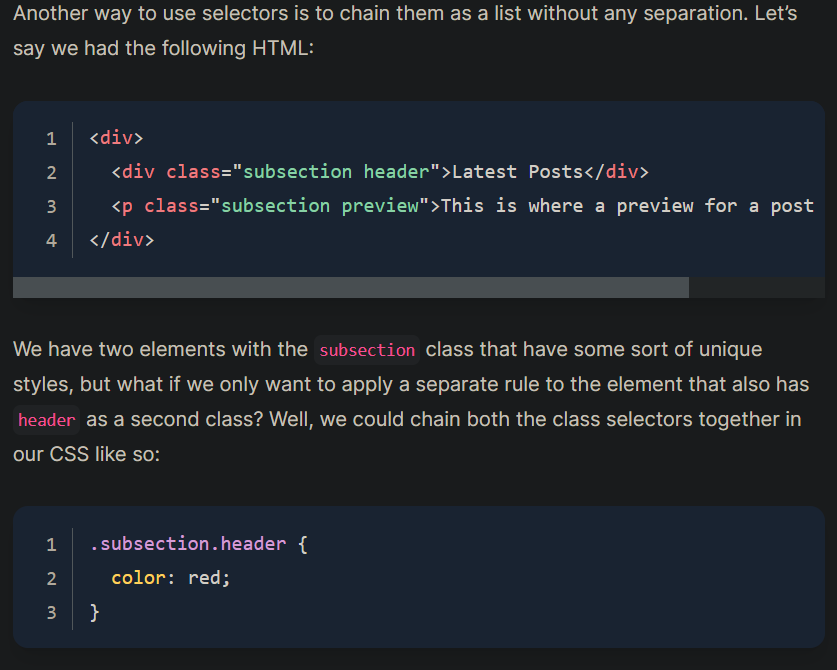 Another way to use selectors is to chain them as a list without any separation. Let’s
say we had the following HTML:
1 <div>
2   <div class="subsection header">Latest Posts</div>
3   <p class="subsection preview">This is where a preview for a post
4 </div>
We have two elements with the subsection class that have some sort of unique
styles, but what if we only want to apply a separate rule to the element that also has
header as a second class? Well, we could chain both the class selectors together in
our CSS like so:
1 .subsection.header {
2   color: red;
3 }